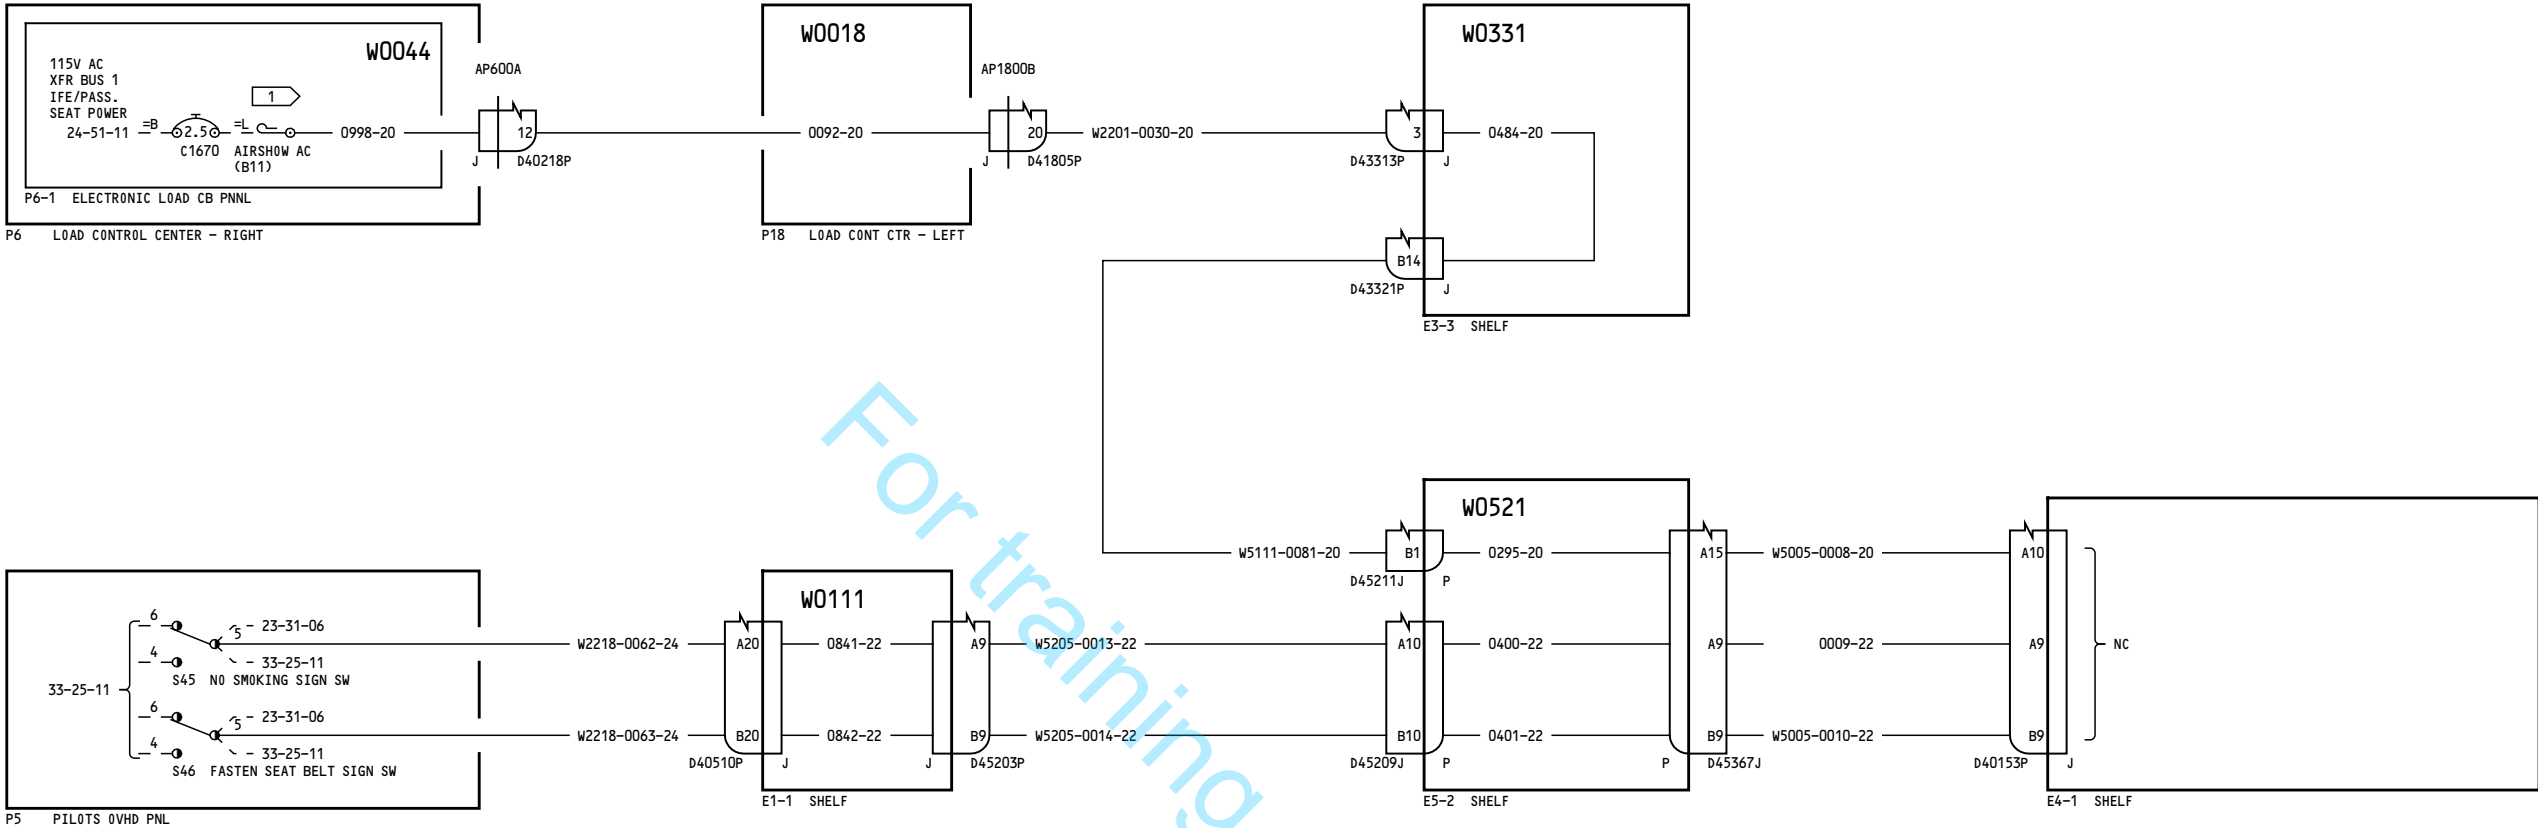 W0044
115V AC
XFR BUS 1
IFE/PASS.
SEAT POWER
24-51-11 =B 2.5 =L 0998-20
1
C1670 AIRSHOW AC
(B11)
P6-1 ELECTRONIC LOAD CB PNNL
P6 LOAD CONTROL CENTER - RIGHT
AP600A
12
J D40218P
W0018
0092-20
P18 LOAD CONT CTR - LEFT
AP1800B
20 W2201-0030-20
J D41805P
W0331
3 0484-20
D43313P J
B14
D43321P J
E3-3 SHELF
W0521
W5111-0081-20 B1 0295-20 A15 W5005-0008-20 A10
D45211J P
6 5 23-31-06
4 33-25-11
S45 NO SMOKING SIGN SW
33-25-11
6 5 23-31-06
4 33-25-11
S46 FASTEN SEAT BELT SIGN SW
P5 PILOTS OVHD PNL
W0111
W2218-0062-24 A20 0841-22 A9 W5205-0013-22 A10 0400-22 A9 0009-22 A9 NC
W2218-0063-24 B20 0842-22 B9 W5205-0014-22 B10 0401-22 B9 W5005-0010-22 B9
D40510P J J D45203P D45209J P P D45367J D40153P J
E1-1 SHELF
E5-2 SHELF
E4-1 SHELF
For training